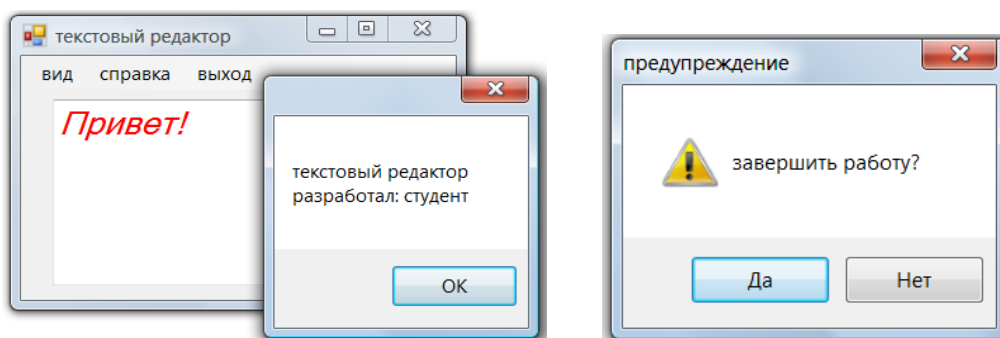 текстовый редактор
вид справка выход
Привет!
текстовый редактор
разработал: студент
OK
предупреждение
завершить работу?
Да Нет